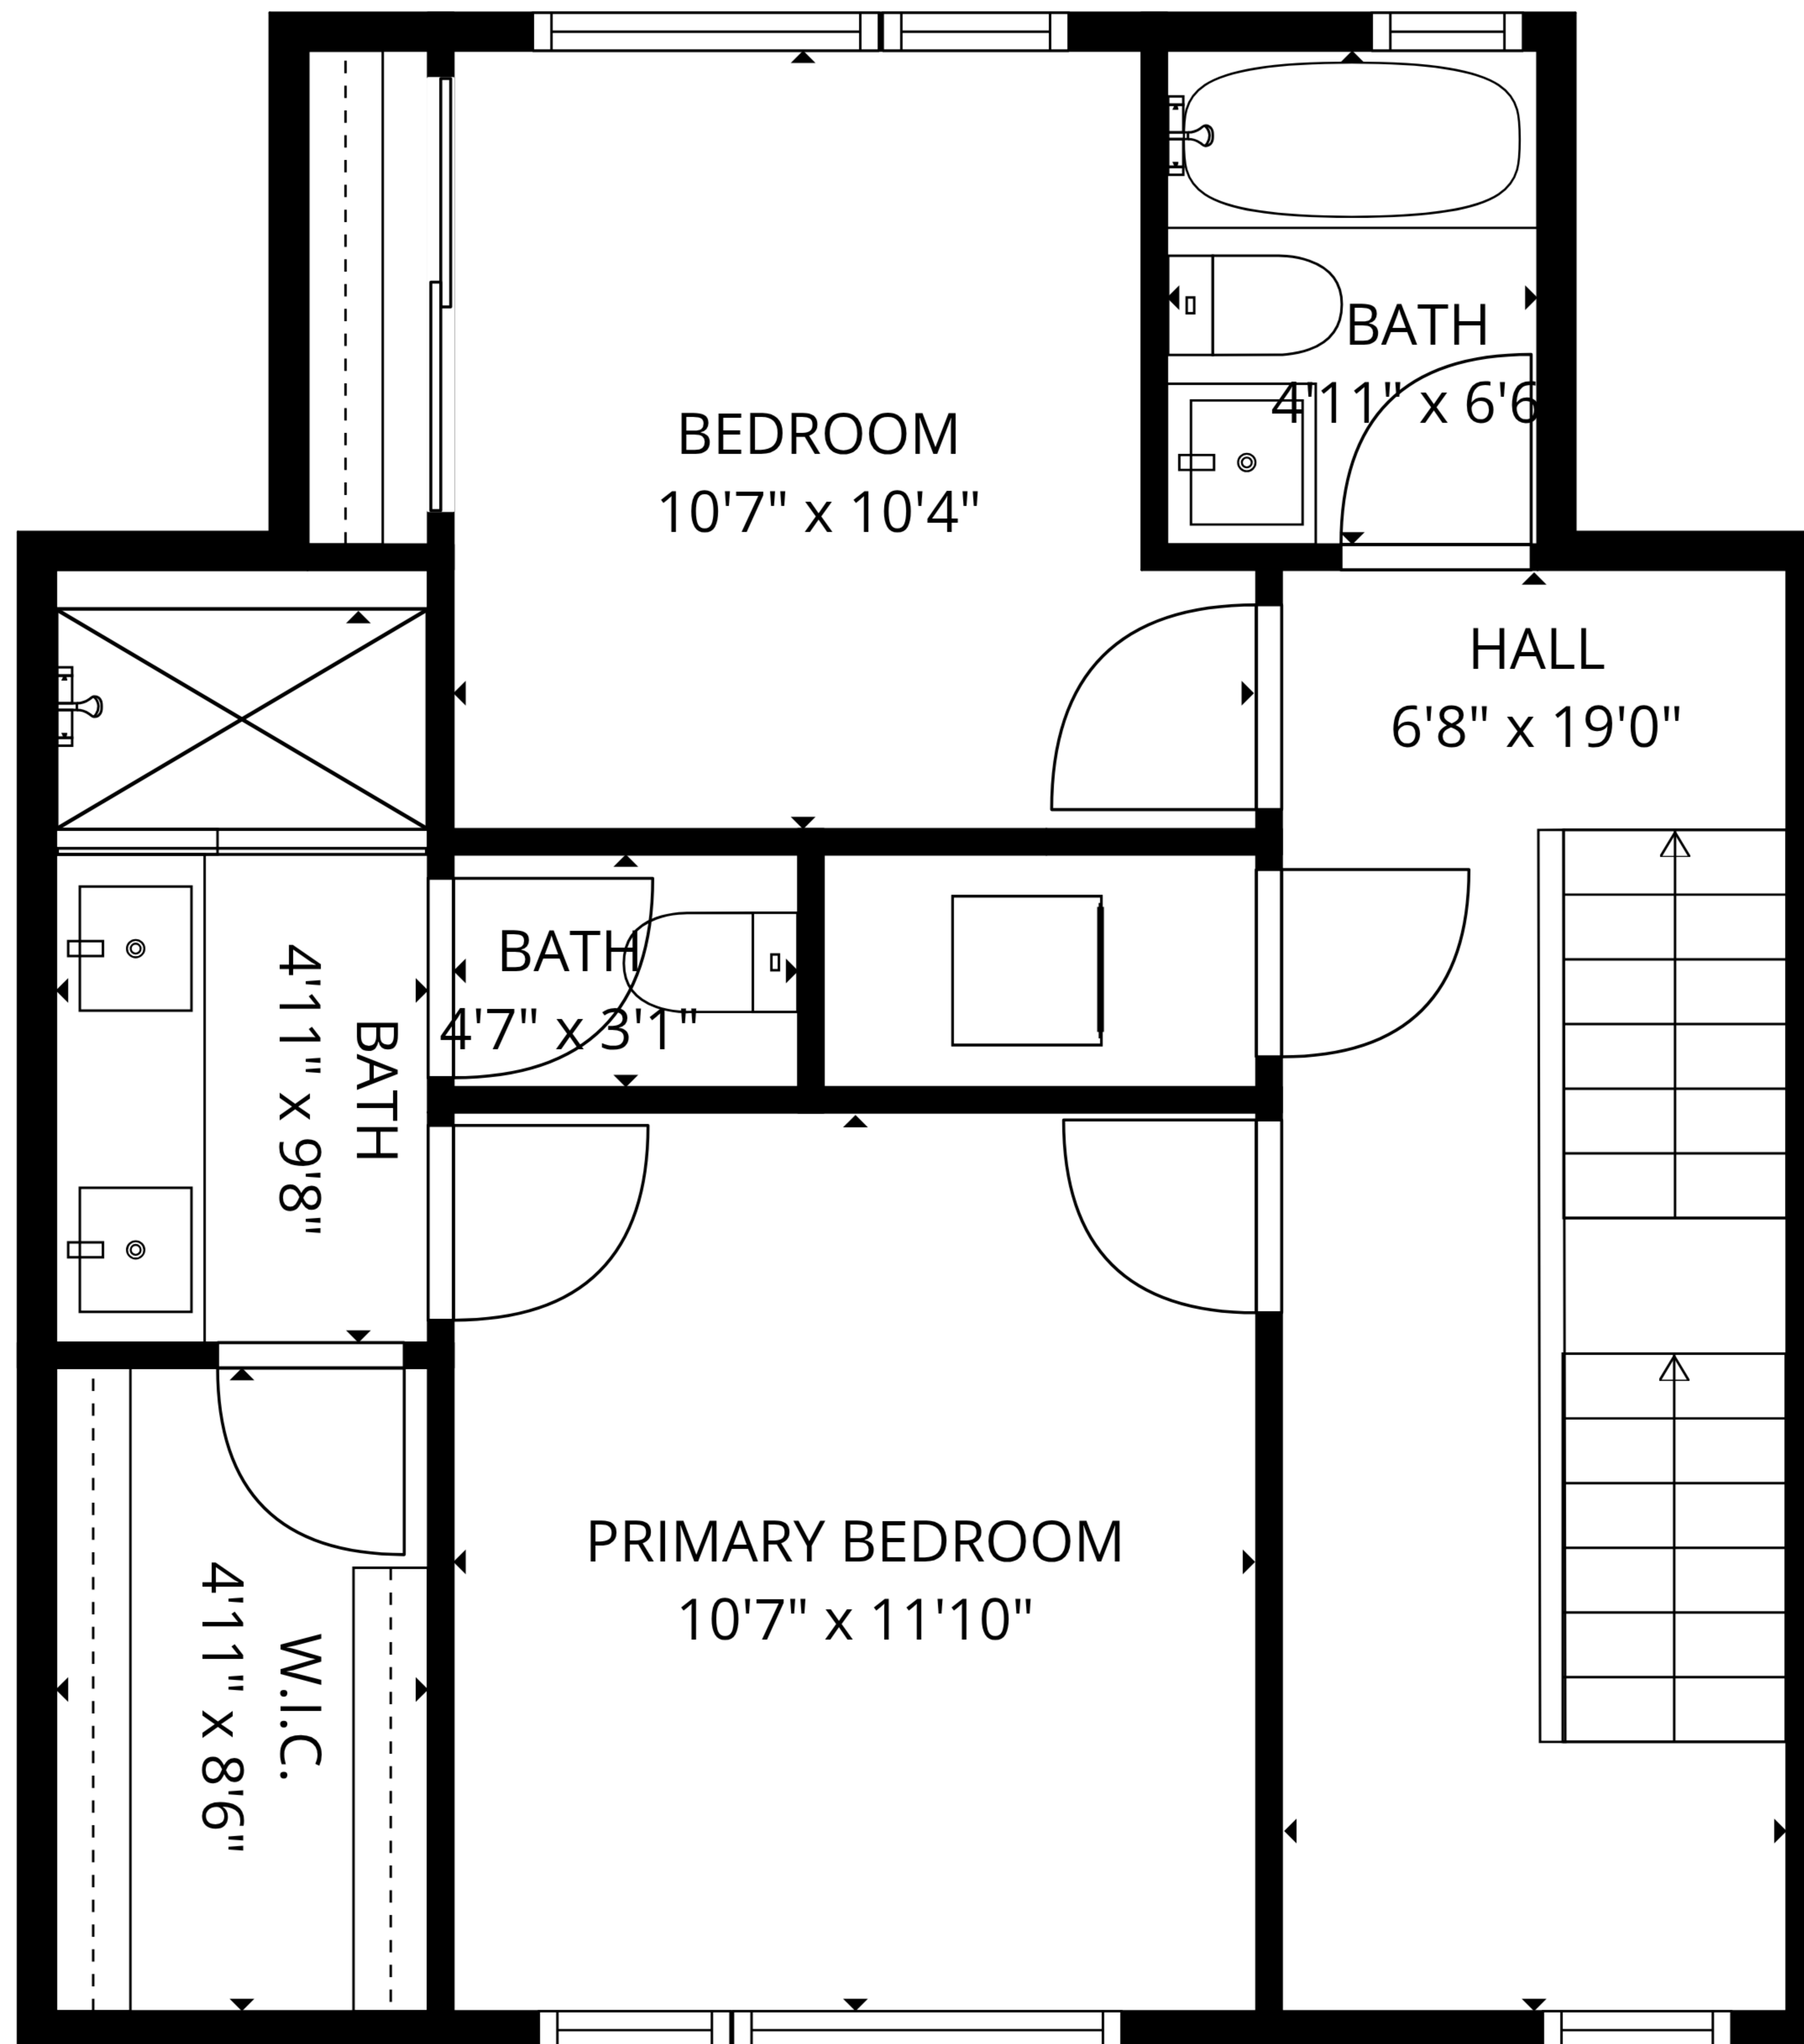 BATH
4'11" x 6'6
BEDROOM
10'7" x 10'4"
HALL
6'8" x 19'0"
BATH
4'7" x 3'1"
BATH
4'11" x 9'8"
PRIMARY BEDROOM
10'7" x 11'10"
W.I.C.
4'11" x 8'6"